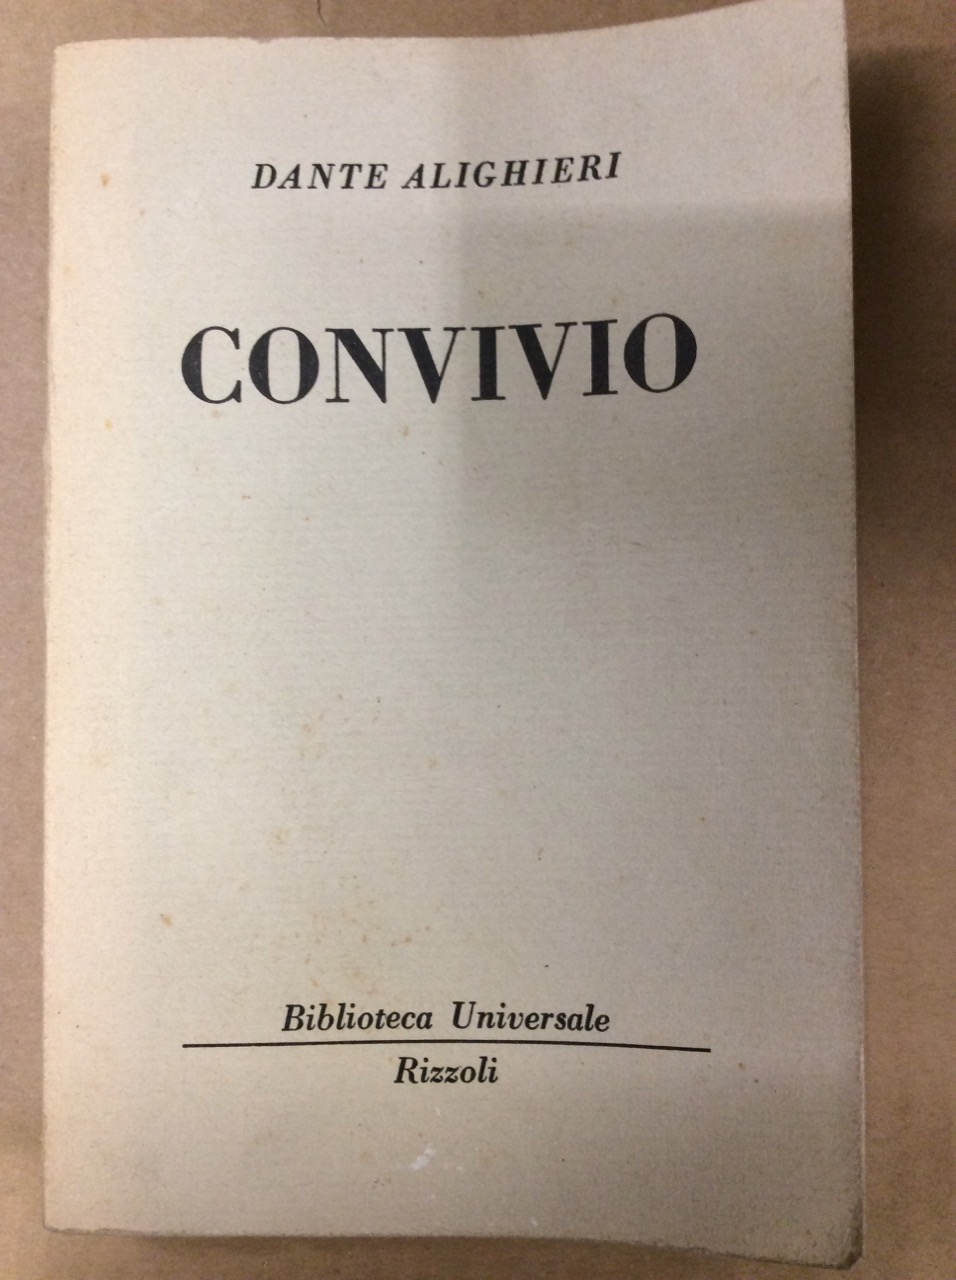 DANTE ALIGHIERI
CONVIVIO
Biblioteca Universale
Rizzoli